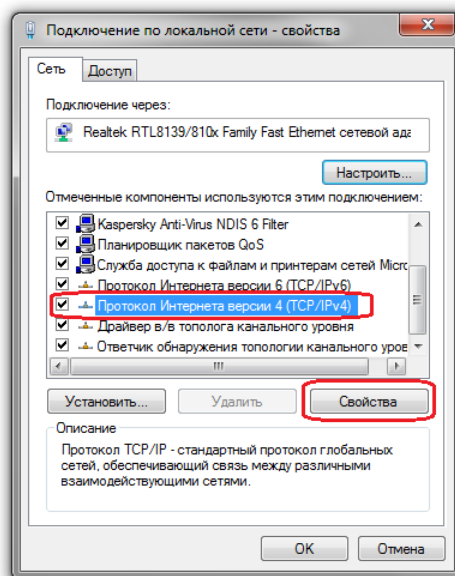 Подключение по локальной сети - свойства
Сеть Доступ
Подключение через:
Realtek RTL8139/810x Family Fast Ethernet сетевой ада
Настроить...
Отмеченные компоненты используются этим подключением:
Kaspersky Anti-Virus NDIS 6 Filter
Планировщик пакетов QoS
Служба доступа к файлам и принтерам сетей Micro
Протокол Интернета версии 6 (TCP/IPv6)
Протокол Интернета версии 4 (TCP/IPv4)
Драйвер в/в тополога канального уровня
Ответчик обнаружения топологии канального уров
Установить... Удалить Свойства
Описание
Протокол TCP/IP - стандартный протокол глобальных
сетей, обеспечивающий связь между различными
взаимодействующими сетями.
OK Отмена